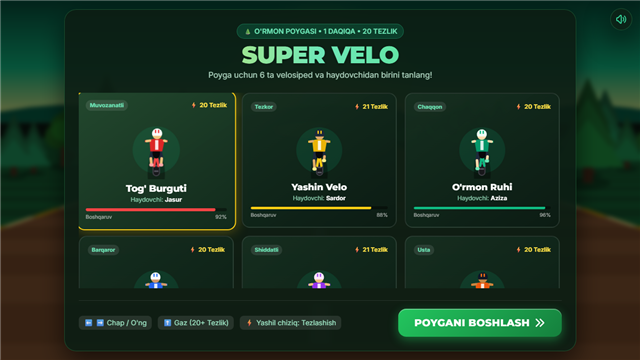 O'RMON POYGASI • 1 DAQIQA • 20 TEZLIK
SUPER VELO
Poyga uchun 6 ta velosiped va haydovchidan birini tanlang!
Muvozanatli
20 Tezlik
Tog' Burguti
Haydovchi: Jasur
Boshqaruv
92%
Tezkor
21 Tezlik
Yashin Velo
Haydovchi: Sardor
Boshqaruv
88%
Chaqqon
20 Tezlik
O'rmon Ruhi
Haydovchi: Aziza
Boshqaruv
96%
Barqaror
20 Tezlik
Shiddatli
21 Tezlik
Usta
20 Tezlik
Chap / O'ng
Gaz (20+ Tezlik)
Yashil chiziq: Tezlashish
POYGANI BOSHLASH